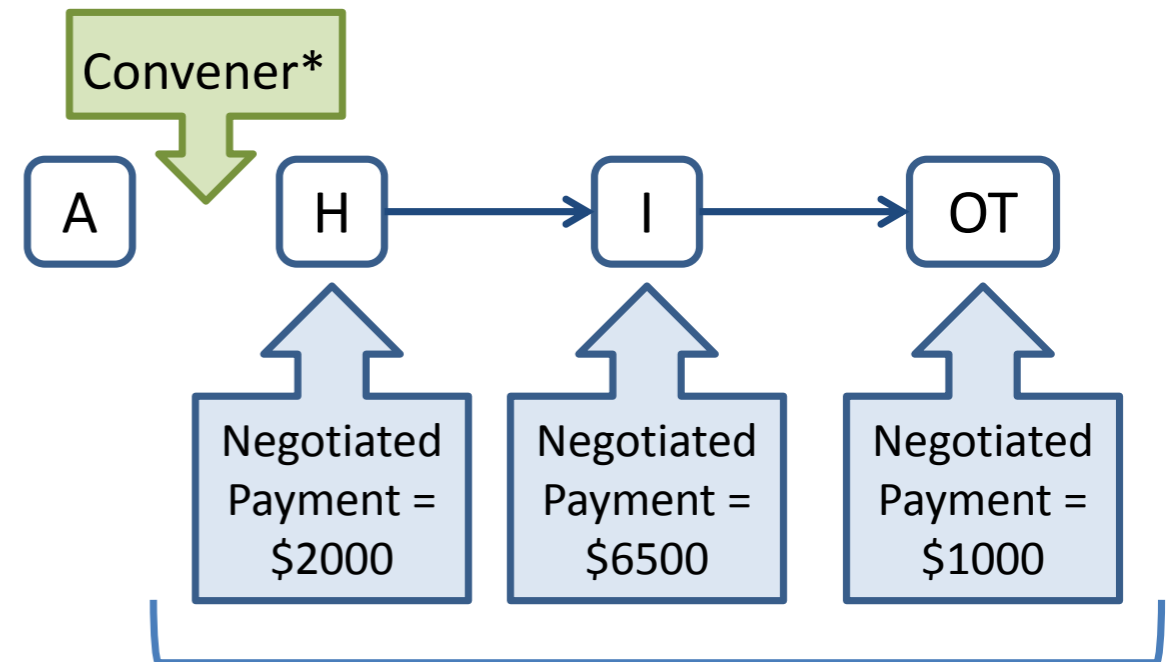 Convener*
A
H
I
OT
Negotiated
Payment =
$2000
Negotiated
Payment =
$6500
Negotiated
Payment =
$1000